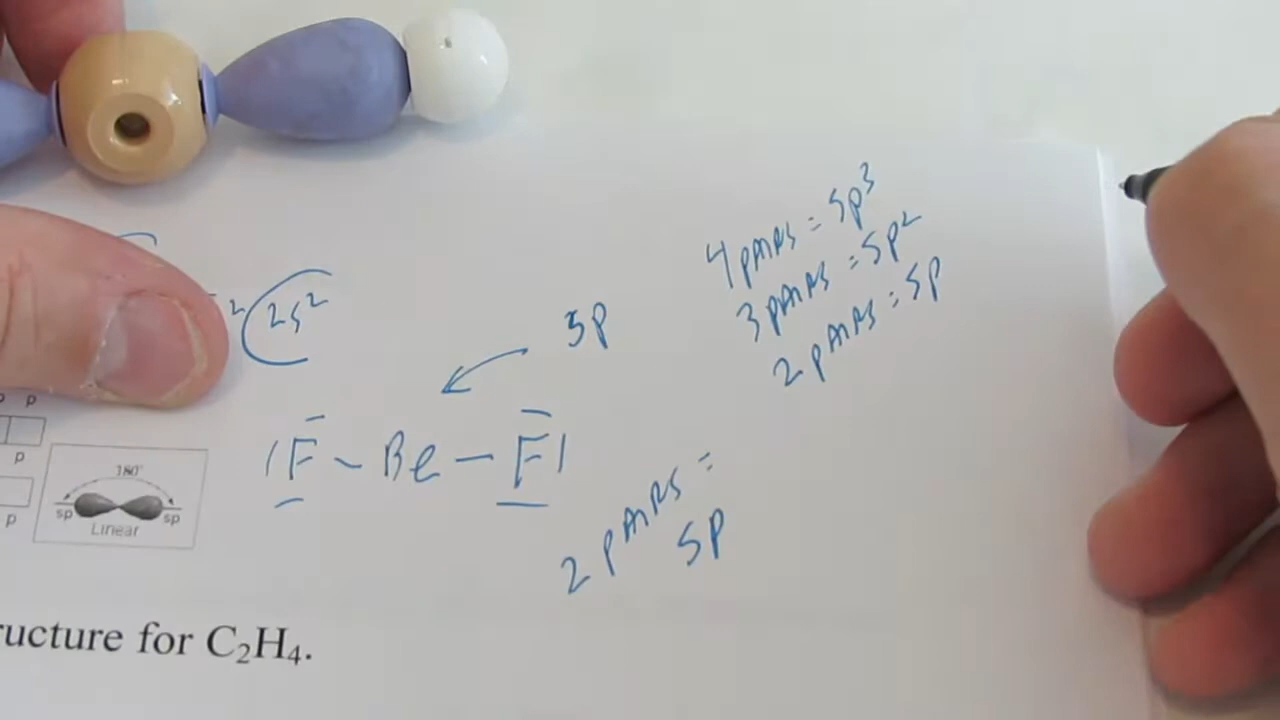 4 PAIRS = sp³
3 PAIRS = sp²
2 PAIRS = sp
² 2s²
sp
|F – Be – F|
2 PAIRS =
sp
p
p
p
180°
sp sp
Linear
ructure for C₂H₄.